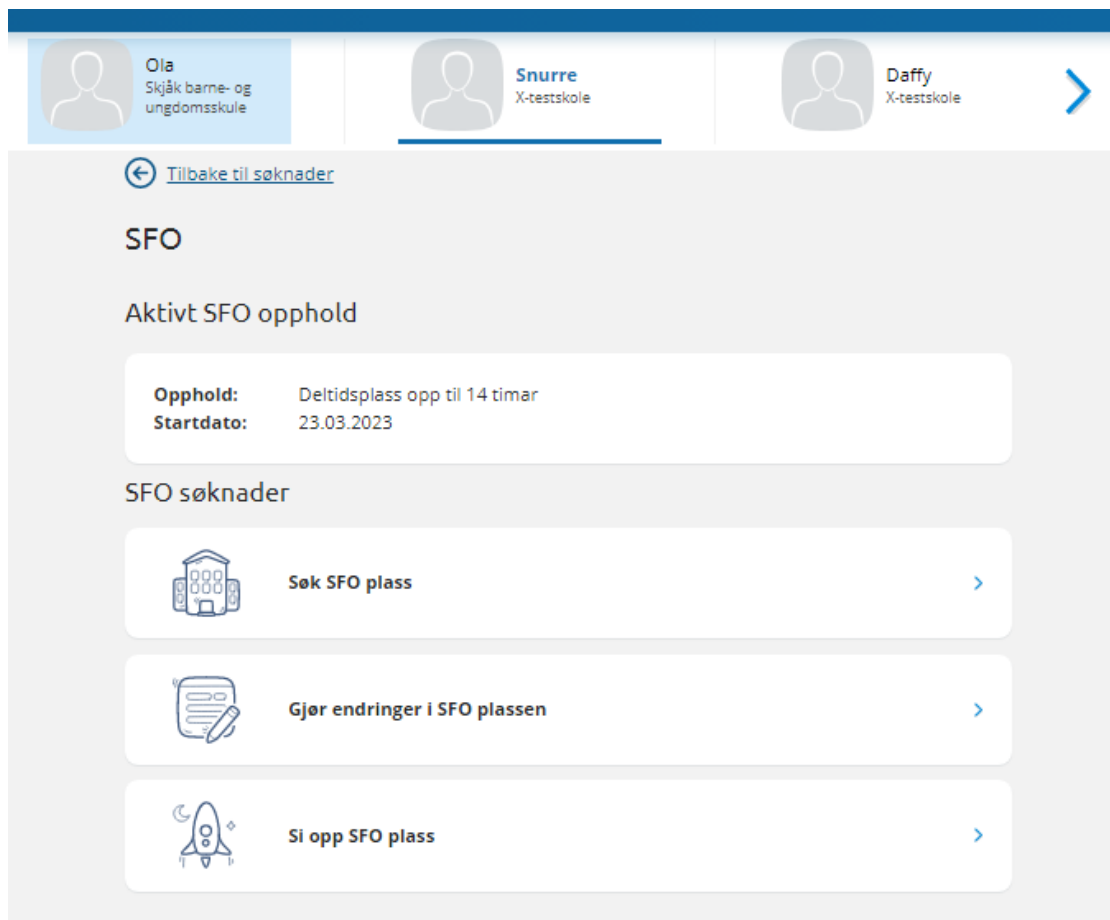 Ola
Skjåk barne- og
ungdomsskule
Snurre
X-testskole
Daffy
X-testskole
Tilbake til søknader
SFO
Aktivt SFO opphold
Opphold: Deltidsplass opp til 14 timar
Startdato: 23.03.2023
SFO søknader
Søk SFO plass
Gjør endringer i SFO plassen
Si opp SFO plass